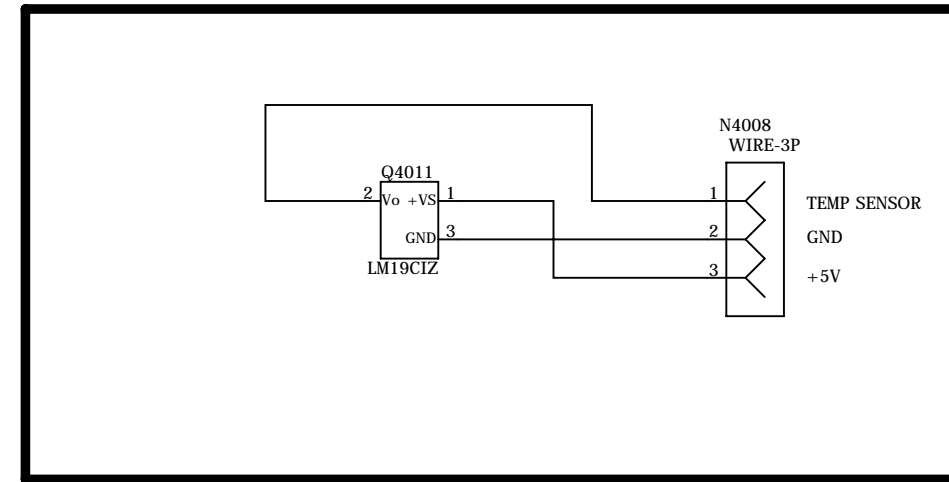 N4008
WIRE-3P
Q4011
2 Vo +VS 1
GND 3
LM19CIZ
1 TEMP SENSOR
2 GND
3 +5V